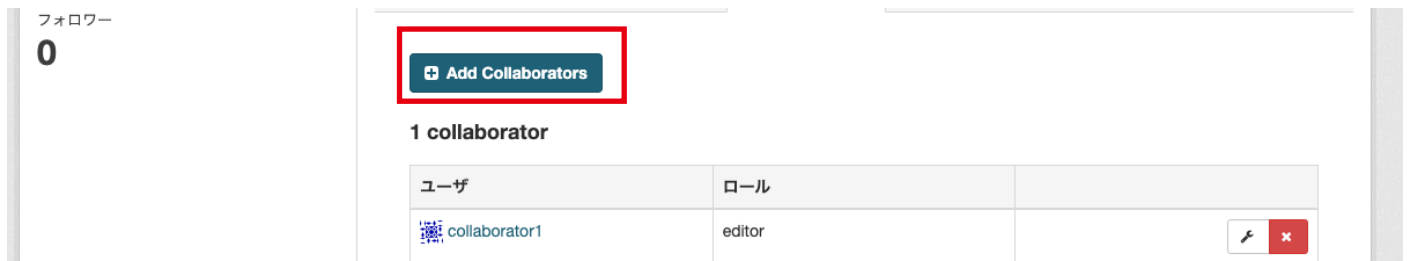 フォロワー
0
Add Collaborators
1 collaborator
ユーザ ロール
collaborator1 editor